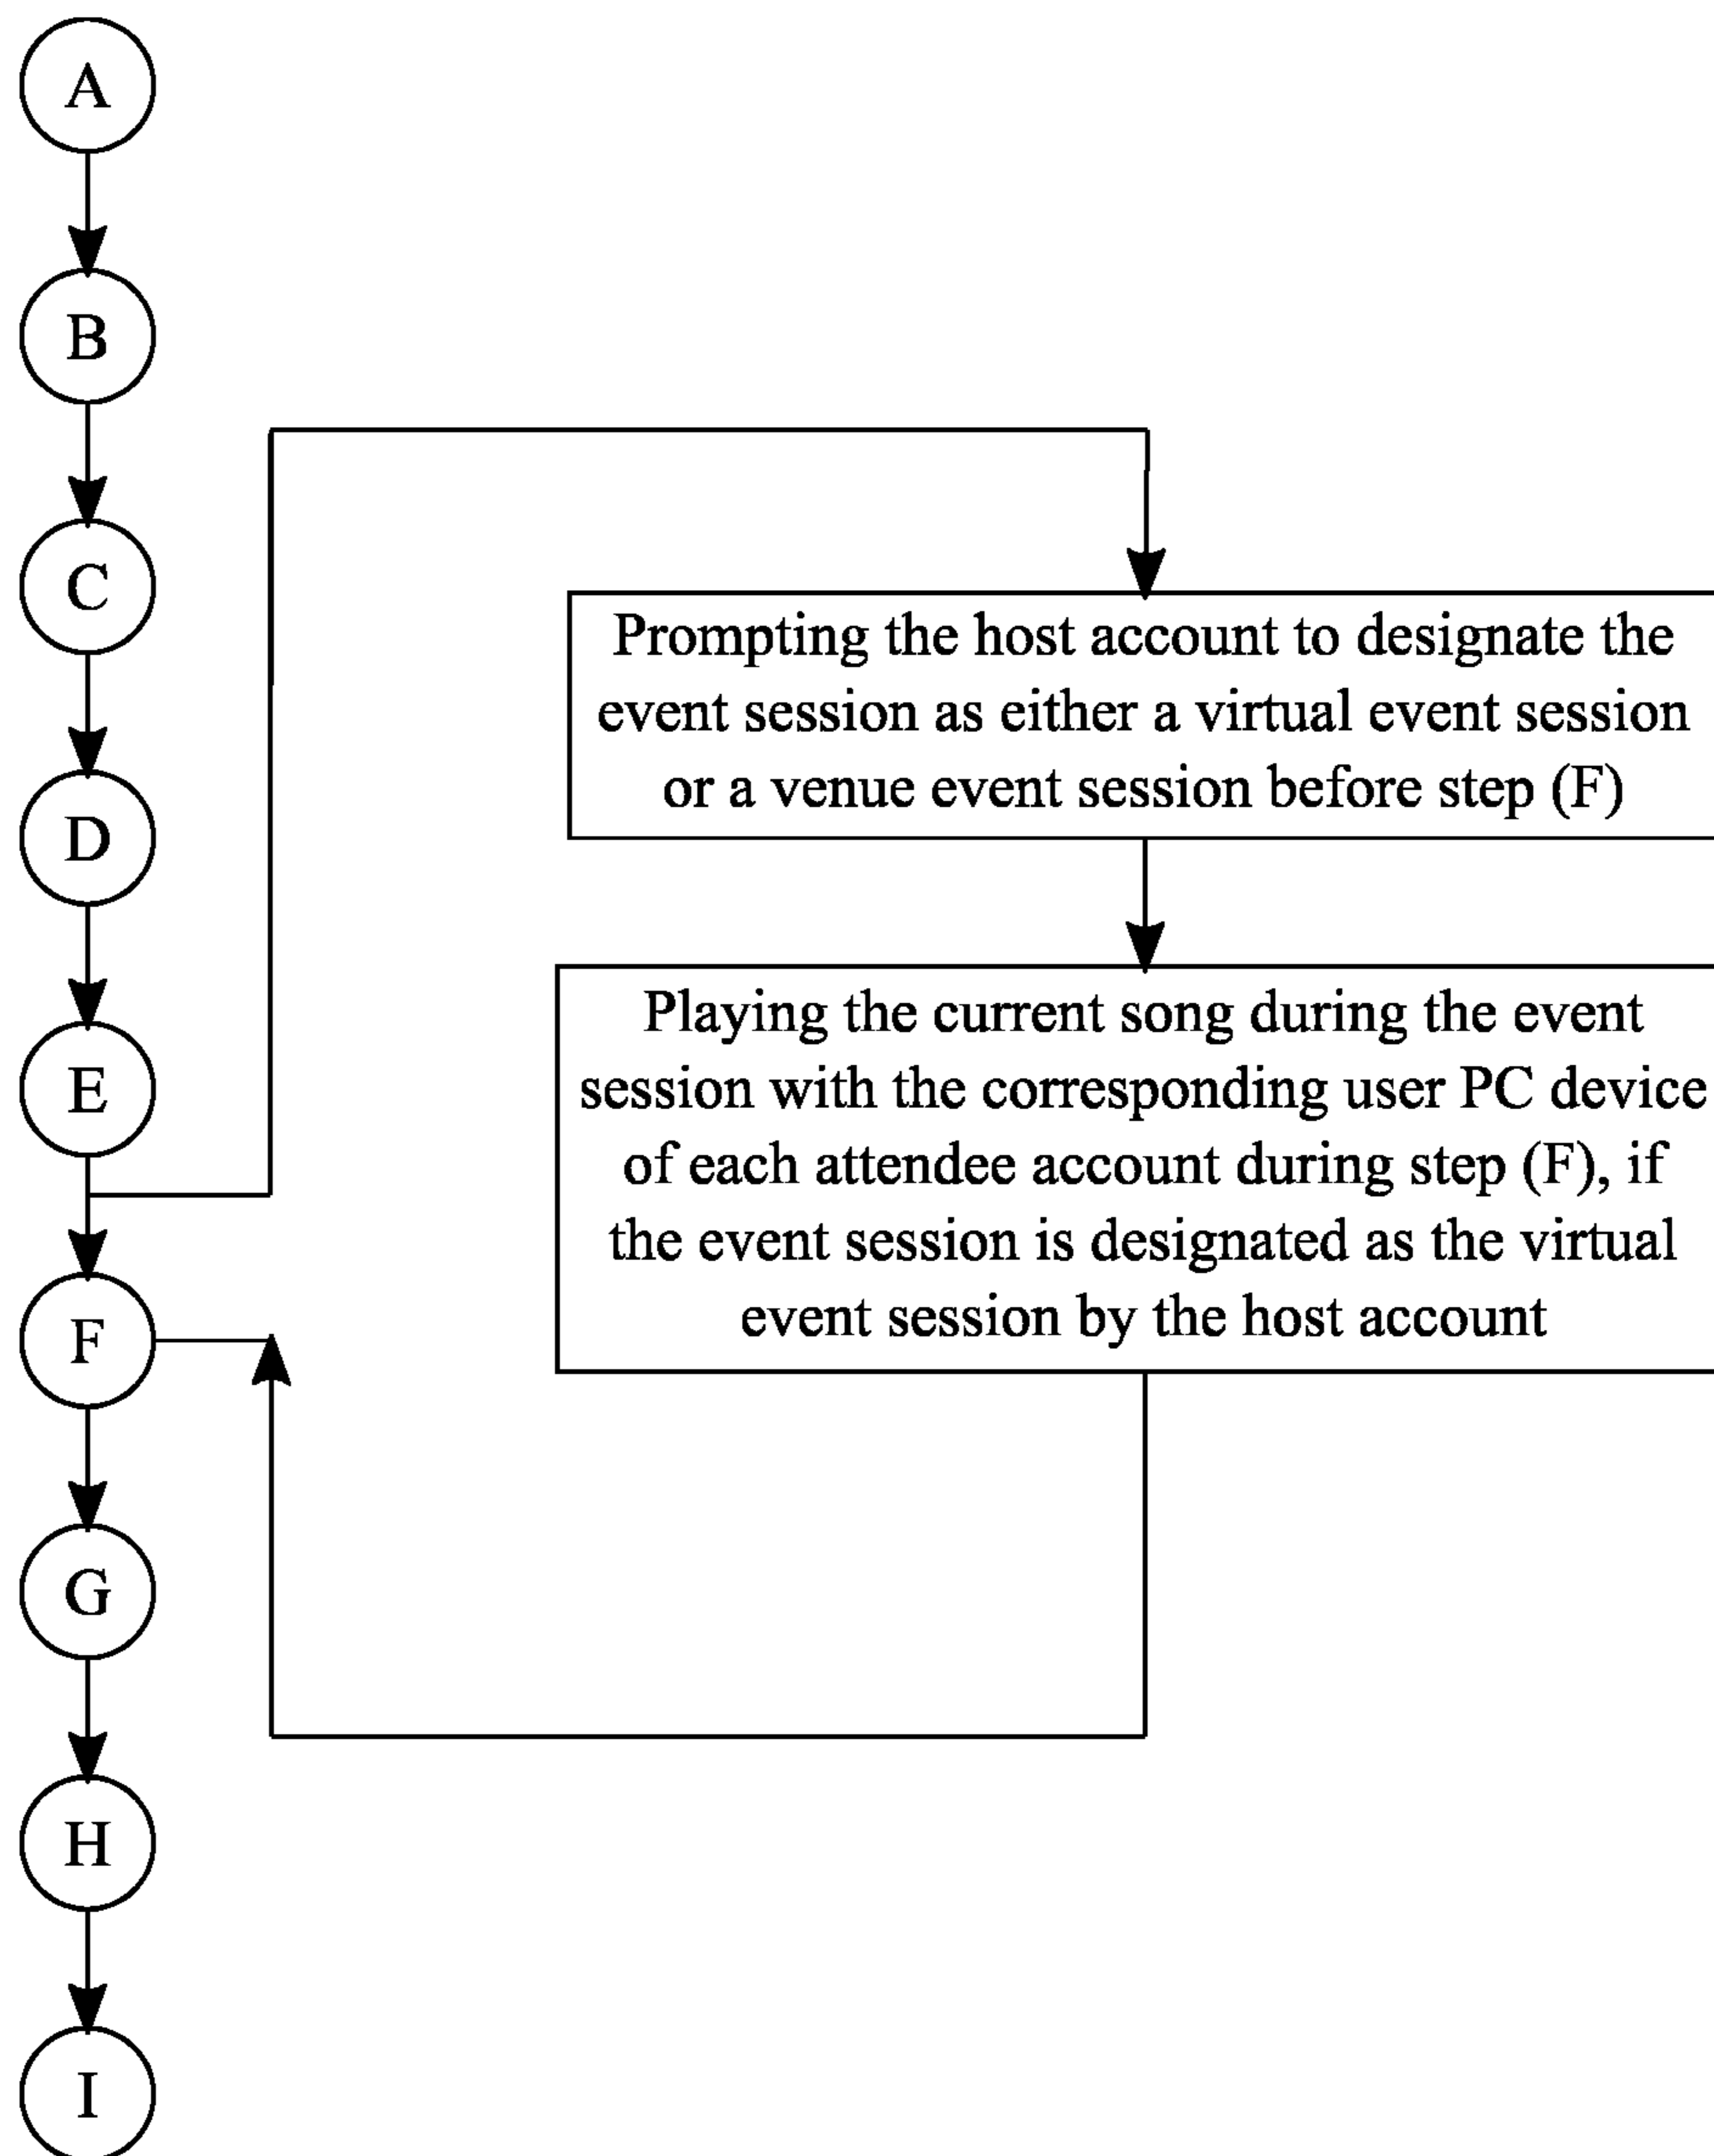 A
B
C
D
E
F
G
H
I
Prompting the host account to designate the
event session as either a virtual event session
or a venue event session before step (F)
Playing the current song during the event
session with the corresponding user PC device
of each attendee account during step (F), if
the event session is designated as the virtual
event session by the host account